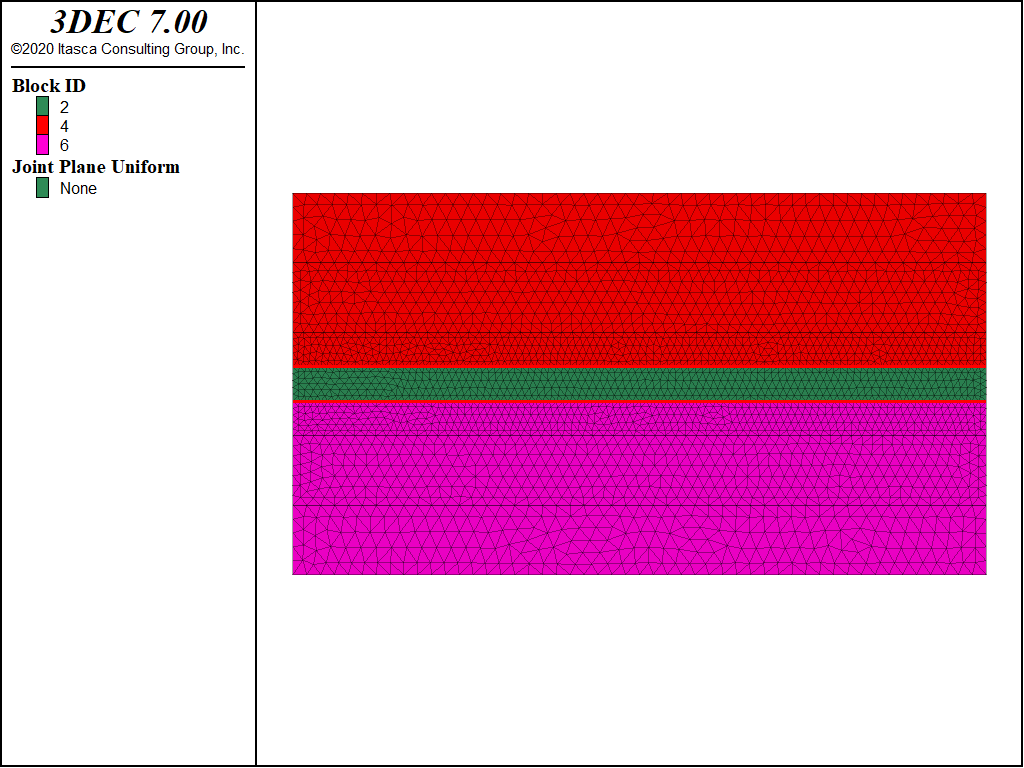 3DEC 7.00
©2020 Itasca Consulting Group, Inc.
Block ID
2
4
6
Joint Plane Uniform
None